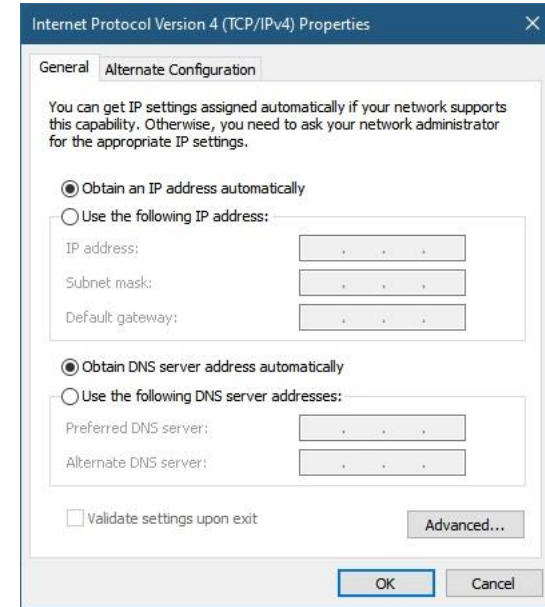 Internet Protocol Version 4 (TCP/IPv4) Properties
General
Alternate Configuration
You can get IP settings assigned automatically if your network supports
this capability. Otherwise, you need to ask your network administrator
for the appropriate IP settings.
Obtain an IP address automatically
Use the following IP address:
IP address:
Subnet mask:
Default gateway:
Obtain DNS server address automatically
Use the following DNS server addresses:
Preferred DNS server:
Alternate DNS server:
Validate settings upon exit
Advanced...
OK
Cancel